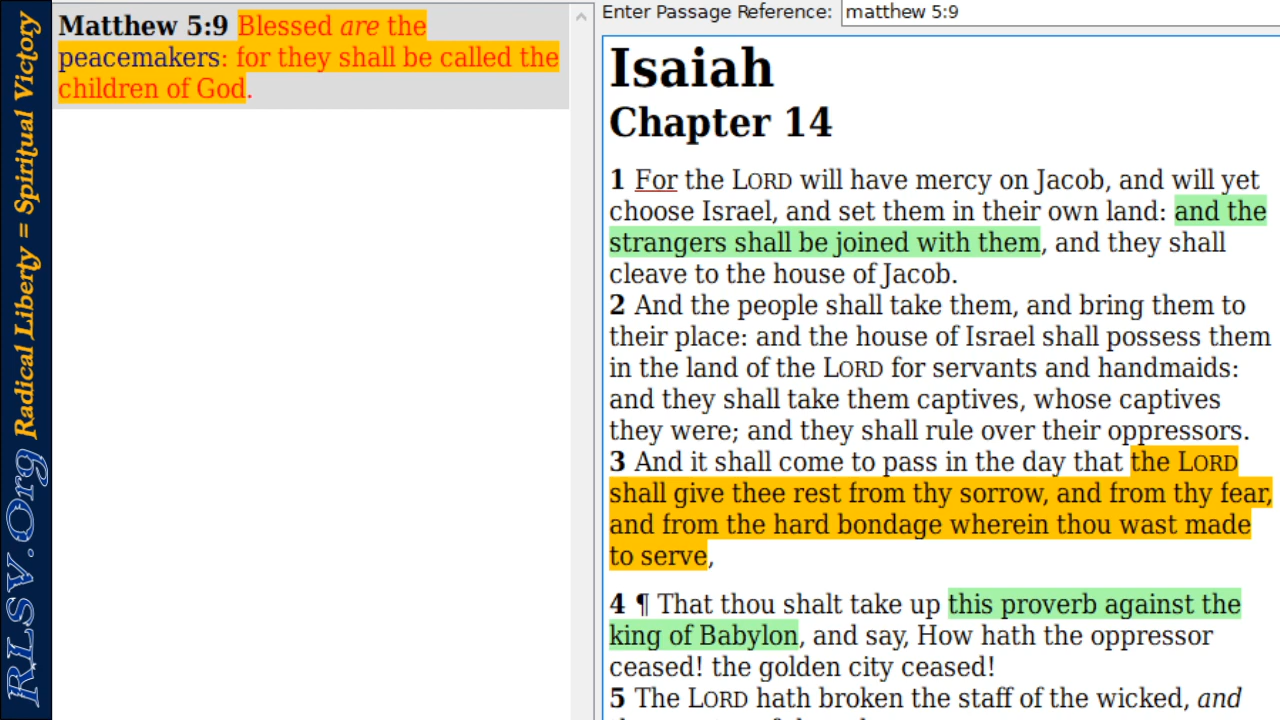 RLSV.Org Radical Liberty = Spiritual Victory
Matthew 5:9 Blessed are the
peacemakers: for they shall be called the
children of God.
Enter Passage Reference: matthew 5:9
Isaiah
Chapter 14
1 For the LORD will have mercy on Jacob, and will yet
choose Israel, and set them in their own land: and the
strangers shall be joined with them, and they shall
cleave to the house of Jacob.
2 And the people shall take them, and bring them to
their place: and the house of Israel shall possess them
in the land of the LORD for servants and handmaids:
and they shall take them captives, whose captives
they were; and they shall rule over their oppressors.
3 And it shall come to pass in the day that the LORD
shall give thee rest from thy sorrow, and from thy fear,
and from the hard bondage wherein thou wast made
to serve,
4 ¶ That thou shalt take up this proverb against the
king of Babylon, and say, How hath the oppressor
ceased! the golden city ceased!
5 The LORD hath broken the staff of the wicked, and